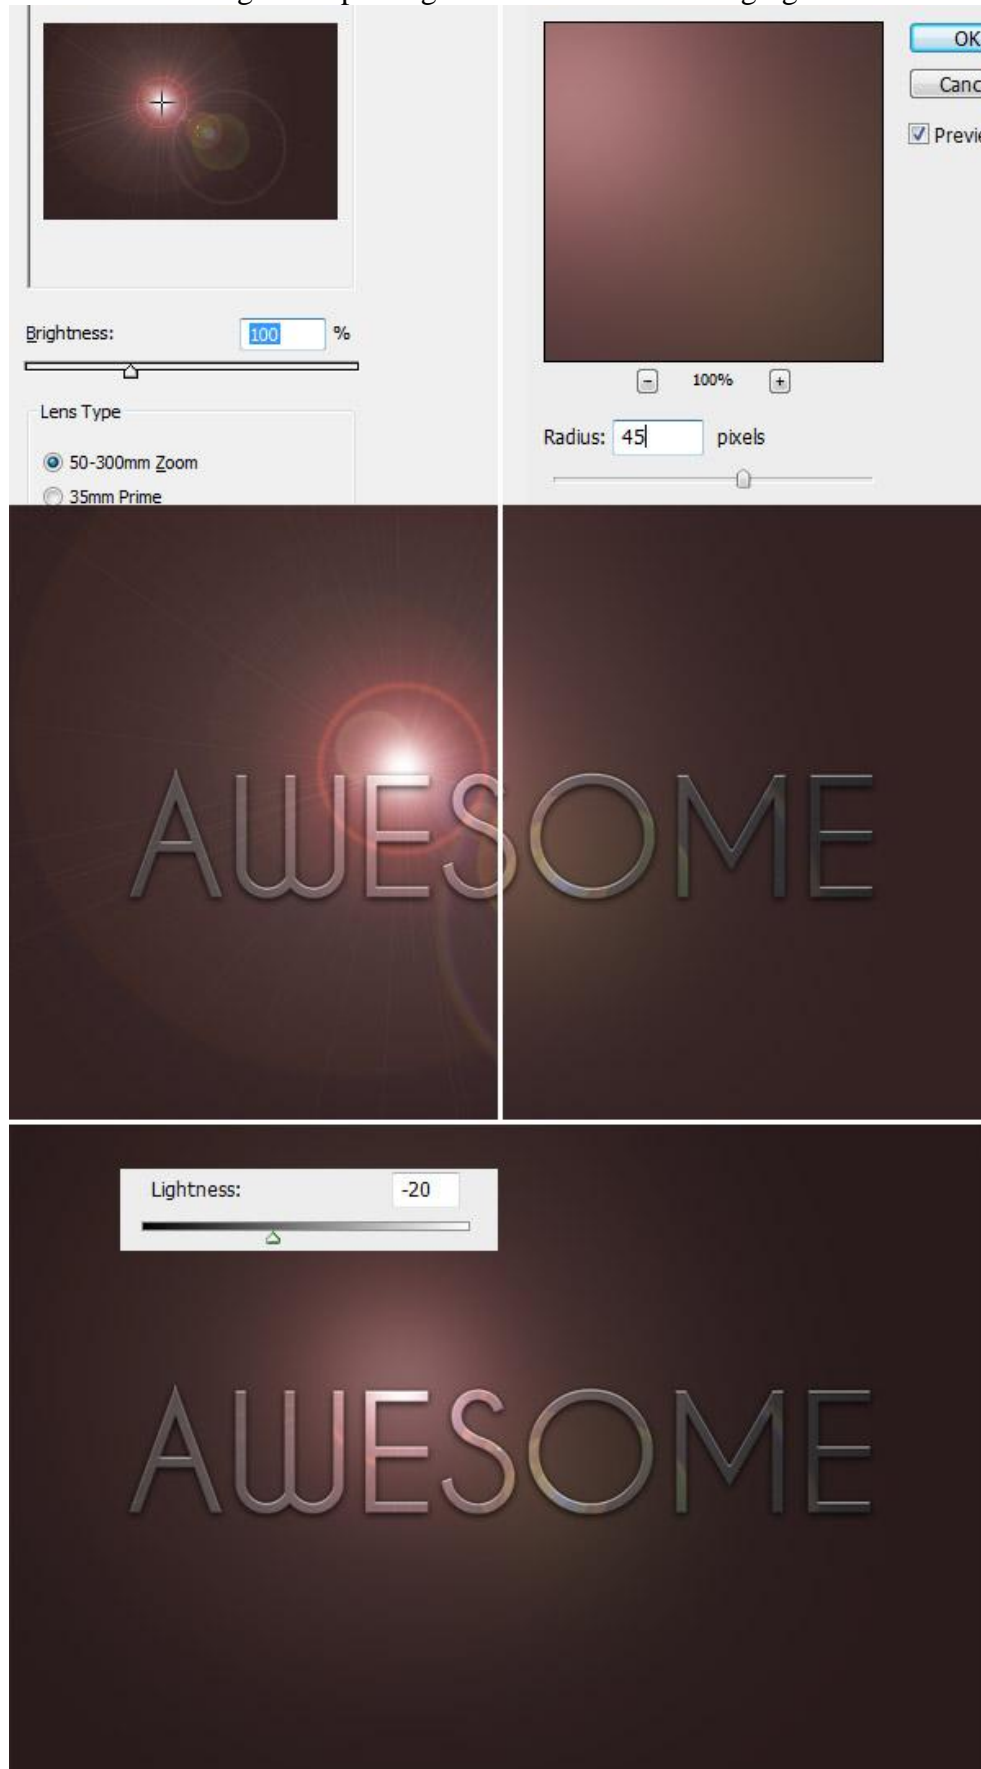 OK
Canc
Previe
Brightness: 100 %
Lens Type
50-300mm Zoom
35mm Prime
100%
Radius: 45 pixels
AWESOME
Lightness: -20
AWESOME